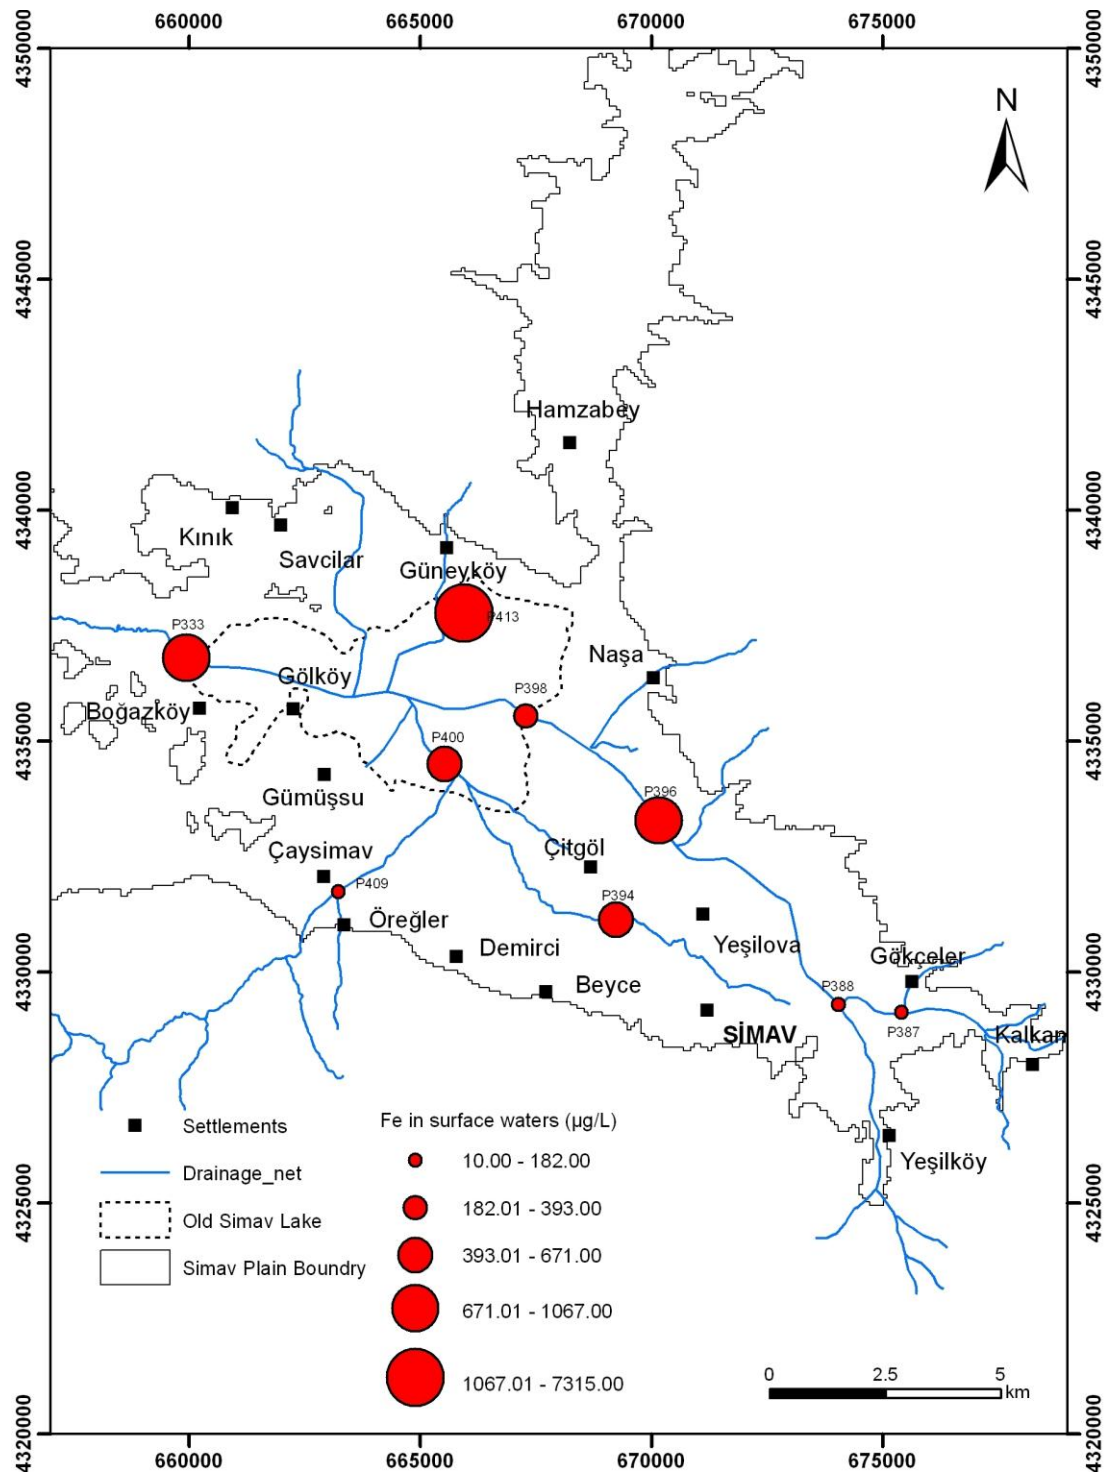 660000 665000 670000 675000
4350000 4350000
N
4345000 4345000
Hamzabey
4340000 4340000
Kınık
Savcilar
Güneyköy
P413
P333
Naşa
Gölköy
P398
Boğazköy
4335000 4335000
P400
Gümüşsu
P396
Çaysimav
Çitgöl
P409
P394
Öreğler
Yeşilova
Demirci
Gökçeler
4330000 4330000
Beyce
P388
SİMAV
P387
Kalkan
Settlements
Drainage_net
Old Simav Lake
Simav Plain Boundry
Fe in surface waters (µg/L)
10.00 - 182.00
182.01 - 393.00
393.01 - 671.00
671.01 - 1067.00
1067.01 - 7315.00
Yeşilköy
4325000 4325000
0 2.5 5
km
4320000 4320000
660000 665000 670000 675000